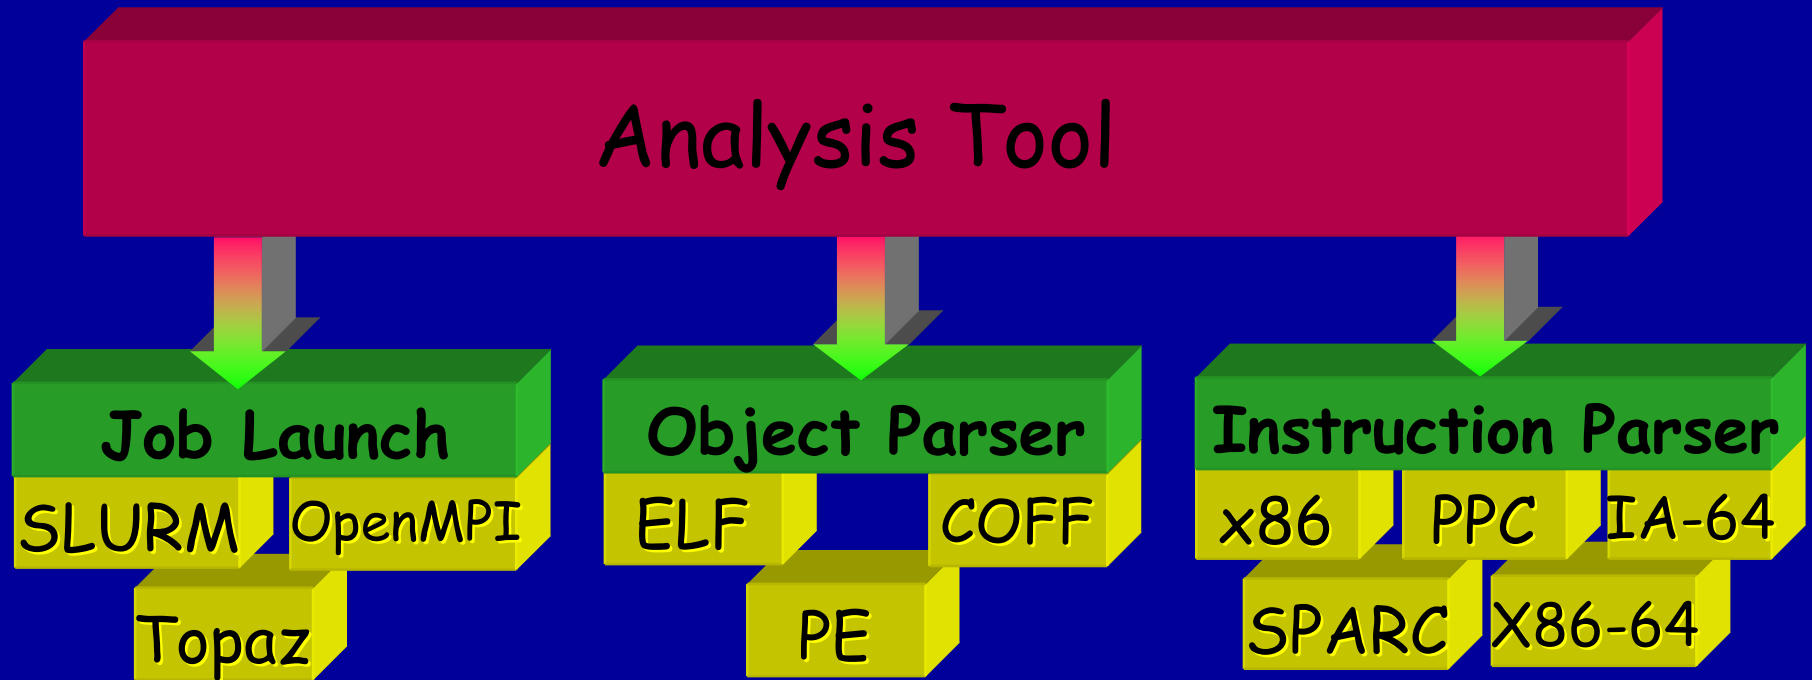 Analysis Tool
Job Launch
Object Parser
Instruction Parser
SLURM
OpenMPI
ELF
COFF
x86
PPC
IA-64
Topaz
PE
SPARC
X86-64